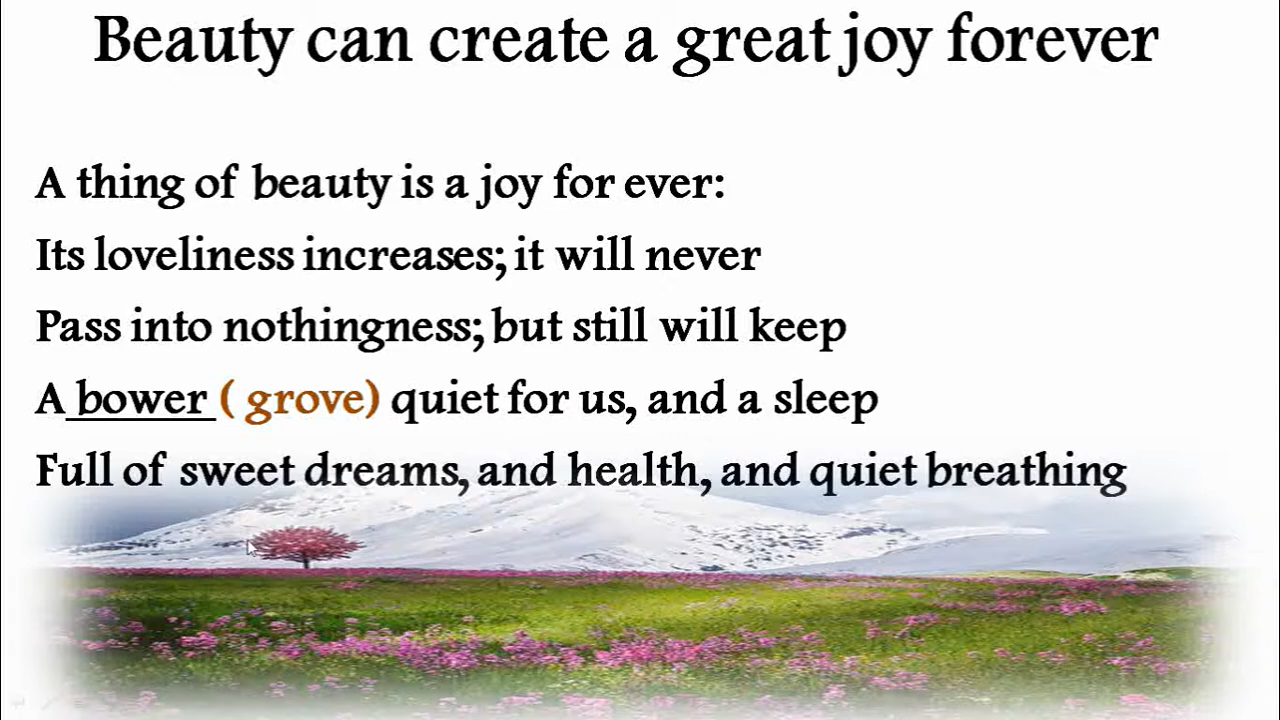 Beauty can create a great joy forever
A thing of beauty is a joy for ever:
Its loveliness increases; it will never
Pass into nothingness; but still will keep
A bower ( grove) quiet for us, and a sleep
Full of sweet dreams, and health, and quiet breathing